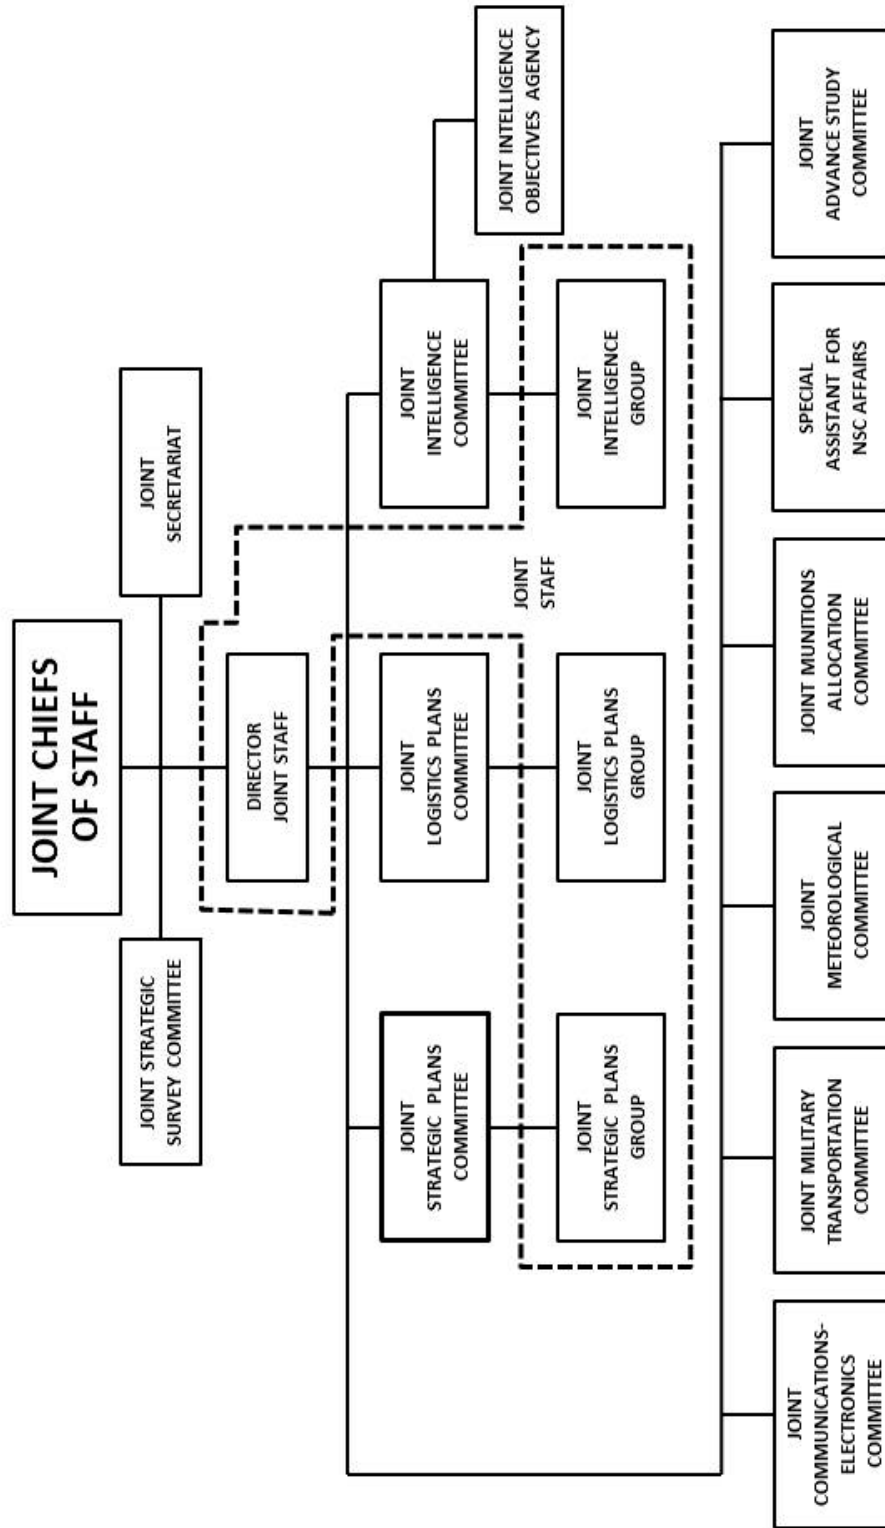 JOINT CHIEFS
OF STAFF
JOINT STRATEGIC
SURVEY COMMITTEE
JOINT
SECRETARIAT
DIRECTOR
JOINT STAFF
JOINT
STRATEGIC PLANS
COMMITTEE
JOINT
LOGISTICS PLANS
COMMITTEE
JOINT
INTELLIGENCE
COMMITTEE
JOINT INTELLIGENCE
OBJECTIVES AGENCY
JOINT
STAFF
JOINT
STRATEGIC PLANS
GROUP
JOINT
LOGISTICS PLANS
GROUP
JOINT
INTELLIGENCE
GROUP
JOINT
COMMUNICATIONS-
ELECTRONICS
COMMITTEE
JOINT MILITARY
TRANSPORTATION
COMMITTEE
JOINT
METEOROLOGICAL
COMMITTEE
JOINT MUNITIONS
ALLOCATION
COMMITTEE
SPECIAL
ASSISTANT FOR
NSC AFFAIRS
JOINT
ADVANCE STUDY
COMMITTEE